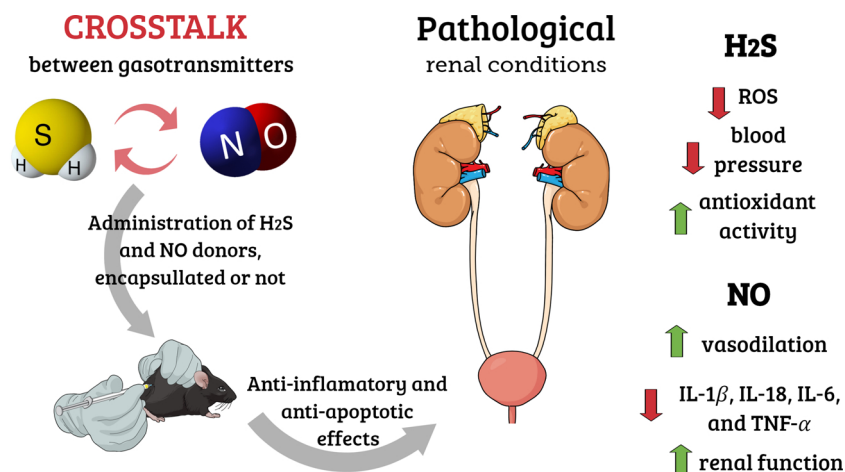 CROSSTALK
between gasotransmitters
S
H
H
N
O
Administration of H2S
and NO donors,
encapsullated or not
Anti-inflamatory and
anti-apoptotic
effects
Pathological
renal conditions
H2S
ROS
blood
pressure
antioxidant
activity
NO
vasodilation
IL-1β, IL-18, IL-6,
and TNF-α
renal function